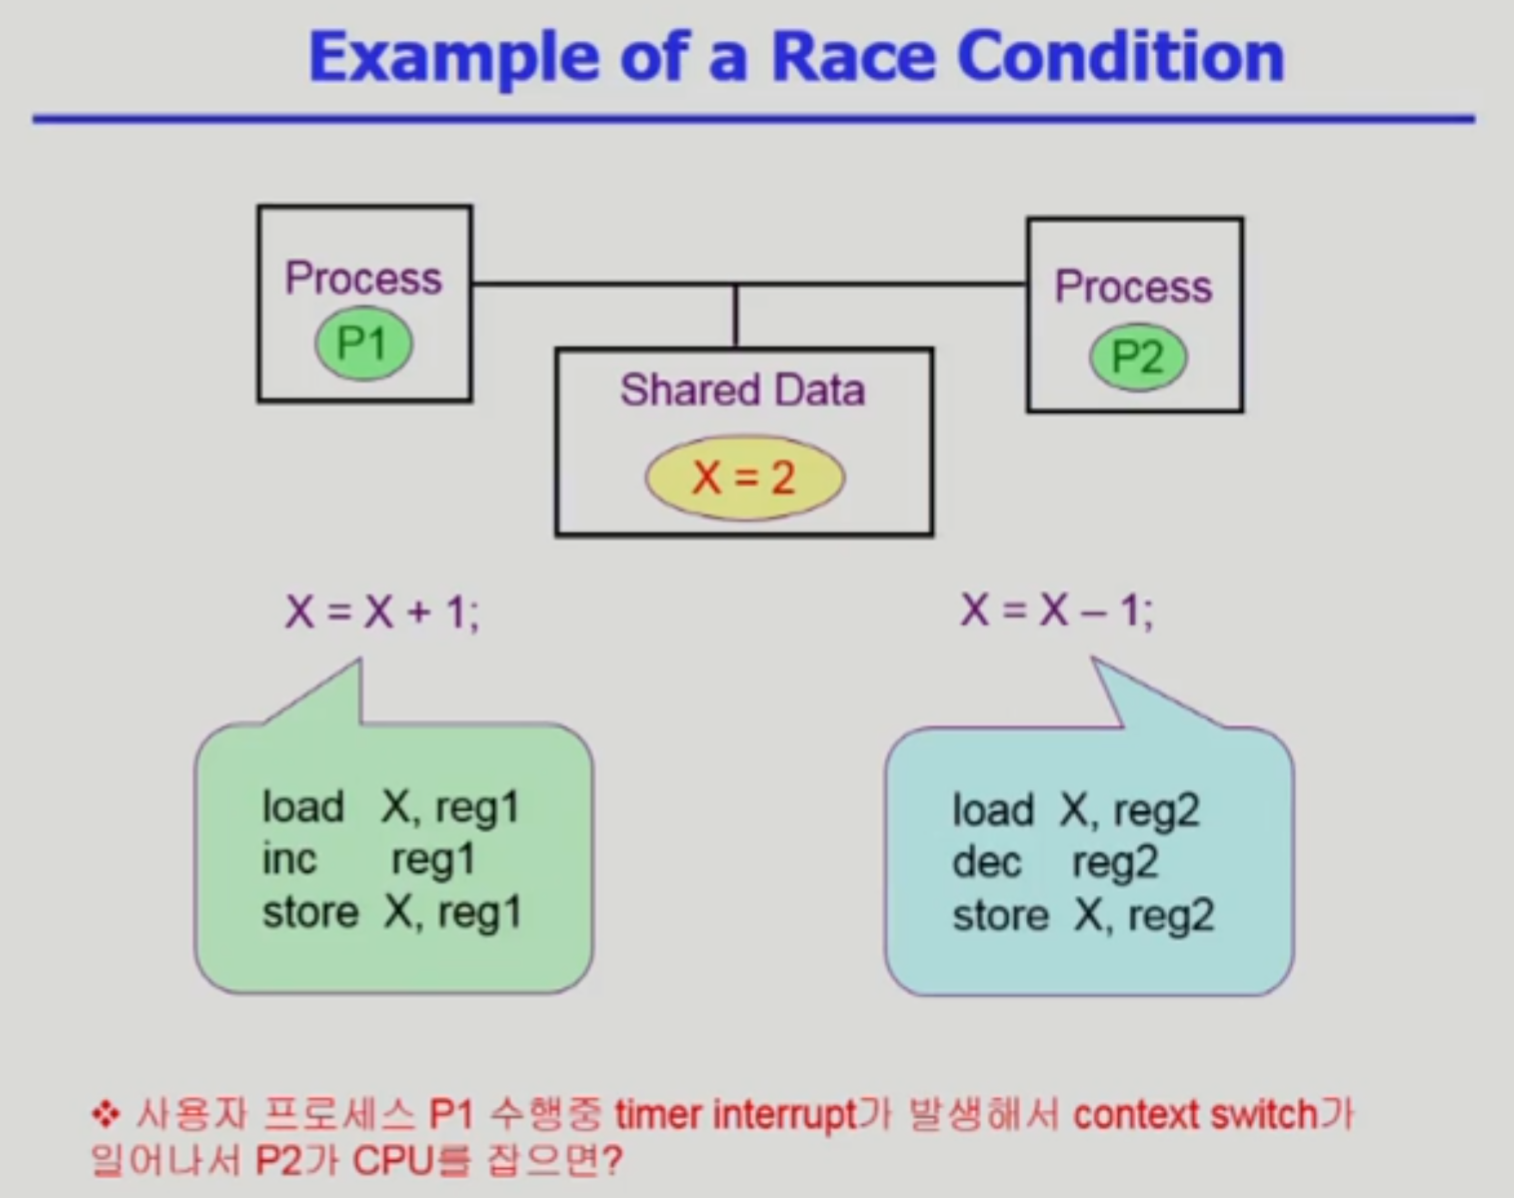 Example of a Race Condition
Process
P1
Process
P2
Shared Data
X = 2
X = X + 1;
X = X – 1;
load X, reg1
inc reg1
store X, reg1
load X, reg2
dec reg2
store X, reg2
❖ 사용자 프로세스 P1 수행중 timer interrupt가 발생해서 context switch가
일어나서 P2가 CPU를 잡으면?